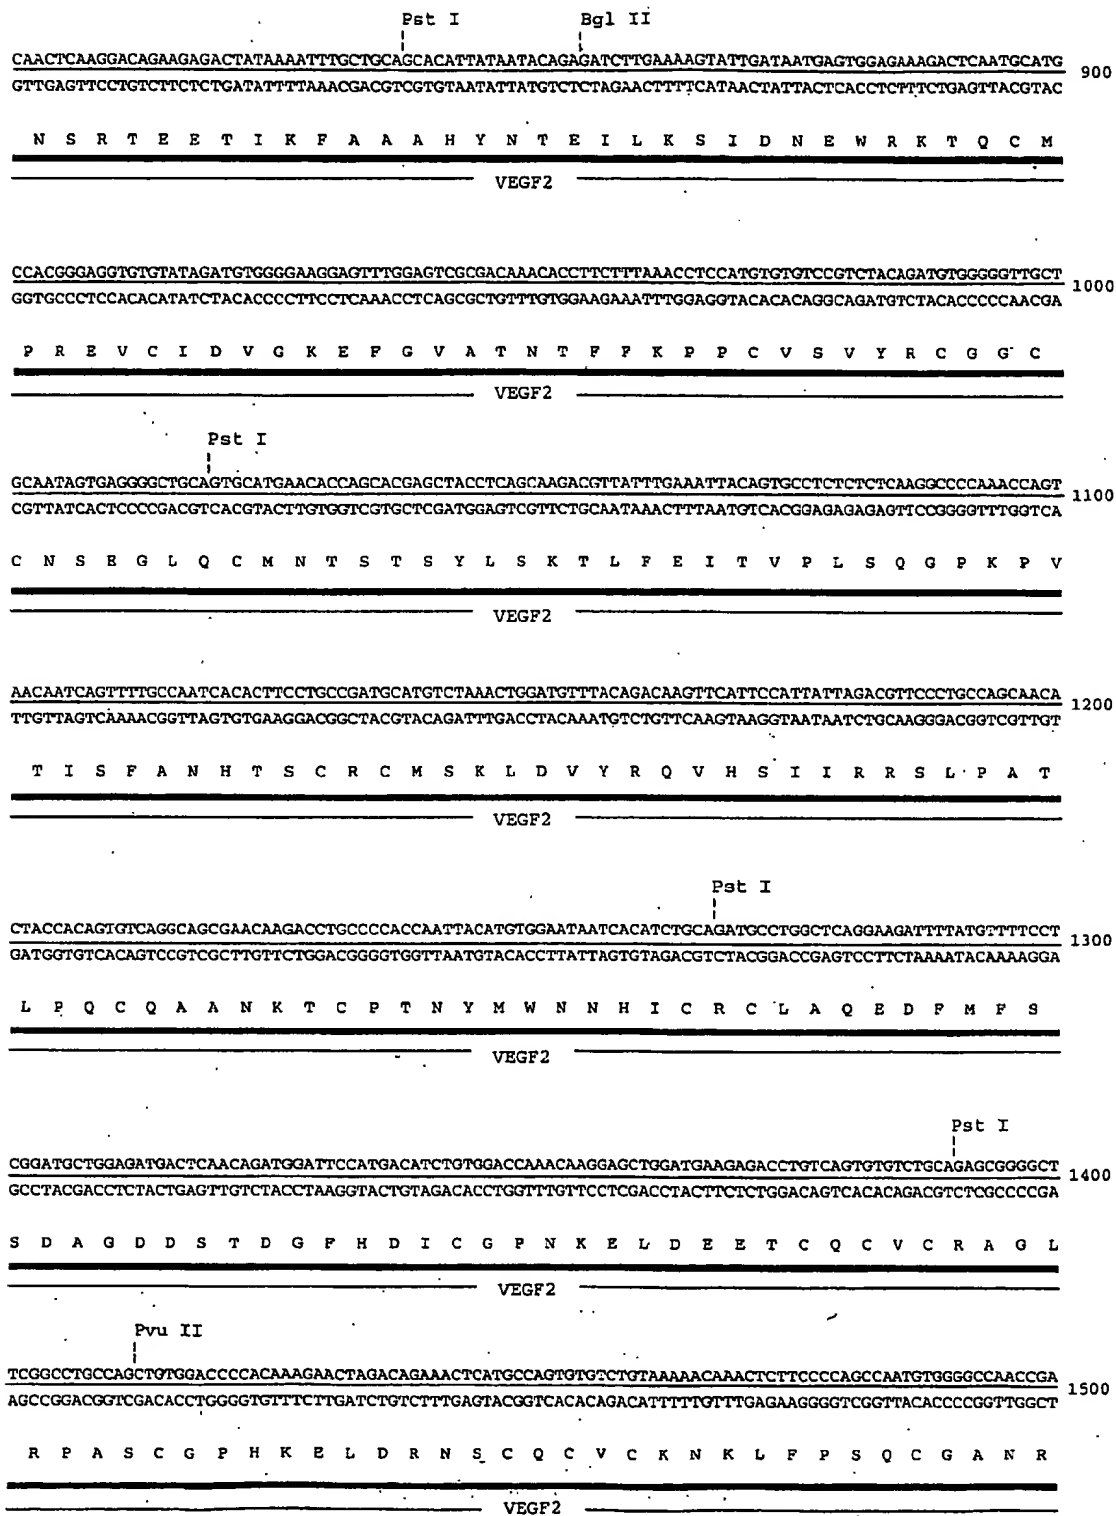 Pst I Bgl II
CAACTCAAGGACAGAAGAGACTATAAAATTTGCTGCAGCACATTATAATACAGAGATCTTGAAAAGTATTGATAATGAGTGGAGAAAGACTCAATGCATG 900
GTTGAGTTCCTGTCTTCTCTGATATTTTAAACGACGTCGTGTAATATTATGTCTCTAGAACTTTTCATAACTATTACTCACCTCTTTCTGAGTTACGTAC
N S R T E E T I K F A A A H Y N T E I L K S I D N E W R K T Q C M
VEGF2
CCACGGGAGGTGTGTATAGATGTGGGGAAGGAGTTTGGAGTCGCGACAAACACCTTCTTTAAACCTCCATGTGTGTCCGTCTACAGATGTGGGGGTTGCT 1000
GGTGCCCTCCACACATATCTACACCCCTTCCTCAAACCTCAGCGCTGTTTGTGGAAGAAATTTGGAGGTACACACAGGCAGATGTCTACACCCCCAACGA
P R E V C I D V G K E F G V A T N T F F K P P C V S V Y R C G G C
VEGF2
Pst I
GCAATAGTGAGGGGCTGCAGTGCATGAACACCAGCACGAGCTACCTCAGCAAGACGTTATTTGAAATTACAGTGCCTCTCTCTCAAGGCCCCAAACCAGT 1100
CGTTATCACTCCCCGACGTCACGTACTTGTGGTCGTGCTCGATGGAGTCGTTCTGCAATAAACTTTAATGTCACGGAGAGAGAGTTCCGGGGTTTGGTCA
C N S E G L Q C M N T S T S Y L S K T L F E I T V P L S Q G P K P V
VEGF2
AACAATCAGTTTTGCCAATCACACTTCCTGCCGATGCATGTCTAAACTGGATGTTTACAGACAAGTTCATTCCATTATTAGACGTTCCCTGCCAGCAACA 1200
TTGTTAGTCAAAACGGTTAGTGTGAAGGACGGCTACGTACAGATTTGACCTACAAATGTCTGTTCAAGTAAGGTAATAATCTGCAAGGGACGGTCGTTGT
T I S F A N H T S C R C M S K L D V Y R Q V H S I I R R S L P A T
VEGF2
Pst I
CTACCACAGTGTCAGGCAGCGAACAAGACCTGCCCCACCAATTACATGTGGAATAATCACATCTGCAGATGCCTGGCTCAGGAAGATTTTATGTTTTCCT 1300
GATGGTGTCACAGTCCGTCGCTTGTTCTGGACGGGGTGGTTAATGTACACCTTATTAGTGTAGACGTCTACGGACCGAGTCCTTCTAAAATACAAAAGGA
L P Q C Q A A N K T C P T N Y M W N N H I C R C L A Q E D F M F S
VEGF2
Pst I
CGGATGCTGGAGATGACTCAACAGATGGATTCCATGACATCTGTGGACCAAACAAGGAGCTGGATGAAGAGACCTGTCAGTGTGTCTGCAGAGCGGGGCT 1400
GCCTACGACCTCTACTGAGTTGTCTACCTAAGGTACTGTAGACACCTGGTTTGTTCCTCGACCTACTTCTCTGGACAGTCACACAGACGTCTCGCCCCGA
S D A G D D S T D G F H D I C G P N K E L D E E T C Q C V C R A G L
VEGF2
Pvu II
TCGGCCTGCCAGCTGTGGACCCCACAAAGAACTAGACAGAAACTCATGCCAGTGTGTCTGTAAAAACAAACTCTTCCCCAGCCAATGTGGGGCCAACCGA 1500
AGCCGGACGGTCGACACCTGGGGTGTTTCTTGATCTGTCTTTGAGTACGGTCACACAGACATTTTTGTTTGAGAAGGGGTCGGTTACACCCCGGTTGGCT
R P A S C G P H K E L D R N S C Q C V C K N K L F P S Q C G A N R
VEGF2